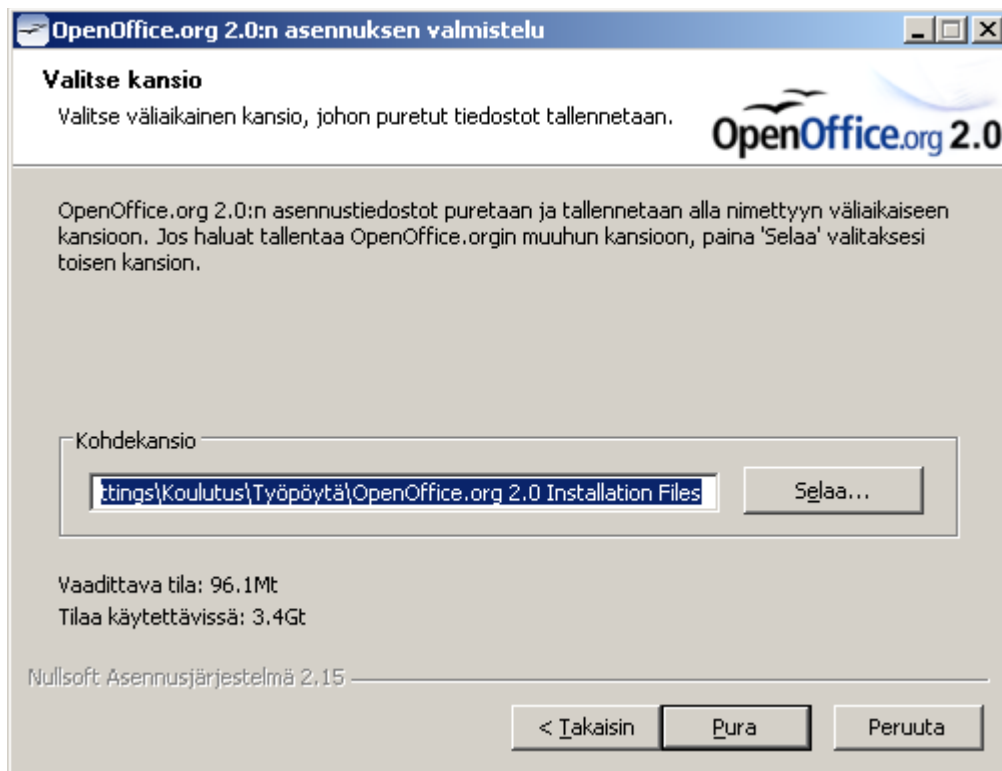 OpenOffice.org 2.0:n asennuksen valmistelu
Valitse kansio
Valitse väliaikainen kansio, johon puretut tiedostot tallennetaan.
OpenOffice.org 2.0
OpenOffice.org 2.0:n asennustiedostot puretaan ja tallennetaan alla nimettyyn väliaikaiseen
kansioon. Jos haluat tallentaa OpenOffice.orgin muuhun kansioon, paina 'Selaa' valitaksesi
toisen kansion.
Kohdekansio
ttings\Koulutus\Työpöytä\OpenOffice.org 2.0 Installation Files
Selaa...
Vaadittava tila: 96.1Mt
Tilaa käytettävissä: 3.4Gt
Nullsoft Asennusjärjestelmä 2.15
< Takaisin
Pura
Peruuta